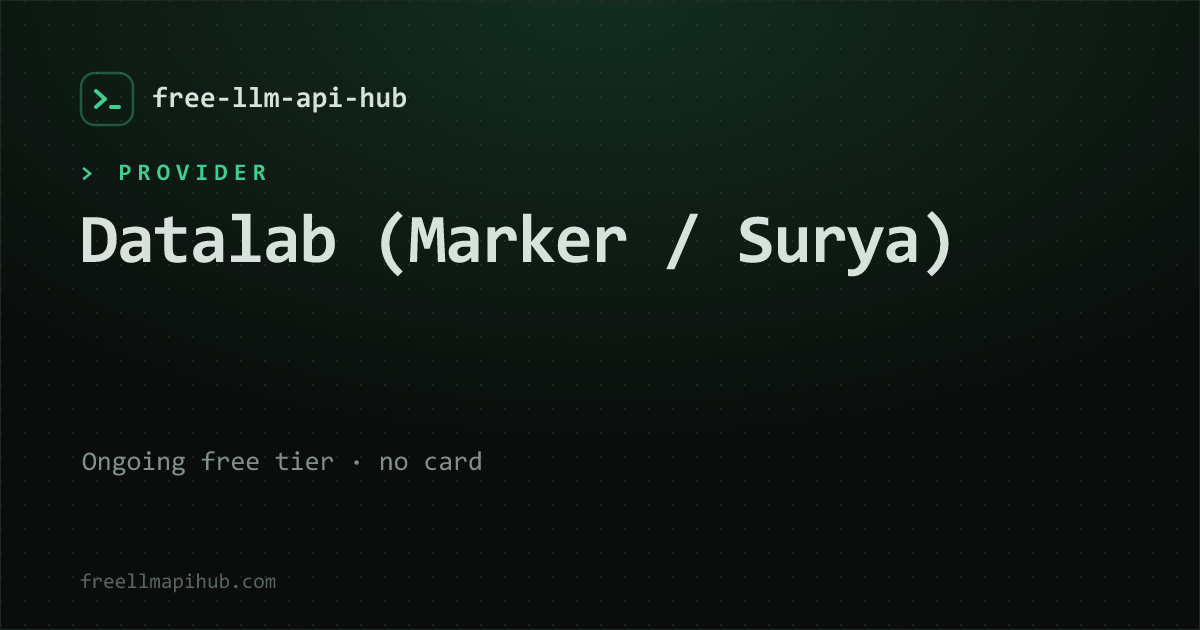 free-llm-api-hub
> PROVIDER
Datalab (Marker / Surya)
Ongoing free tier · no card
freellmapihub.com